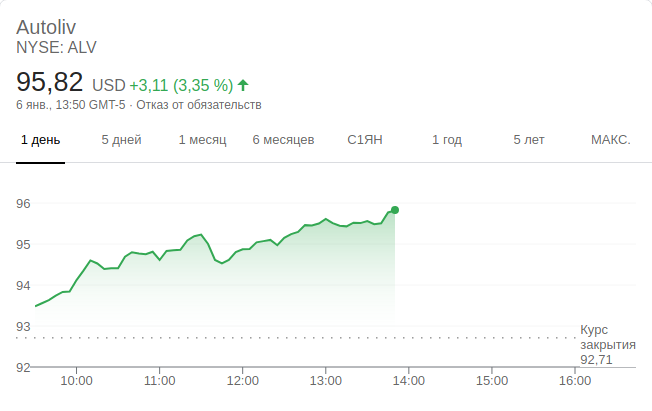 Autoliv
NYSE: ALV
95,82 USD +3,11 (3,35 %)
6 янв., 13:50 GMT-5 · Отказ от обязательств
1 день 5 дней 1 месяц 6 месяцев С1ЯН 1 год 5 лет МАКС.
96
95
94
93
Курс
закрытия
92,71
92
10:00 11:00 12:00 13:00 14:00 15:00 16:00